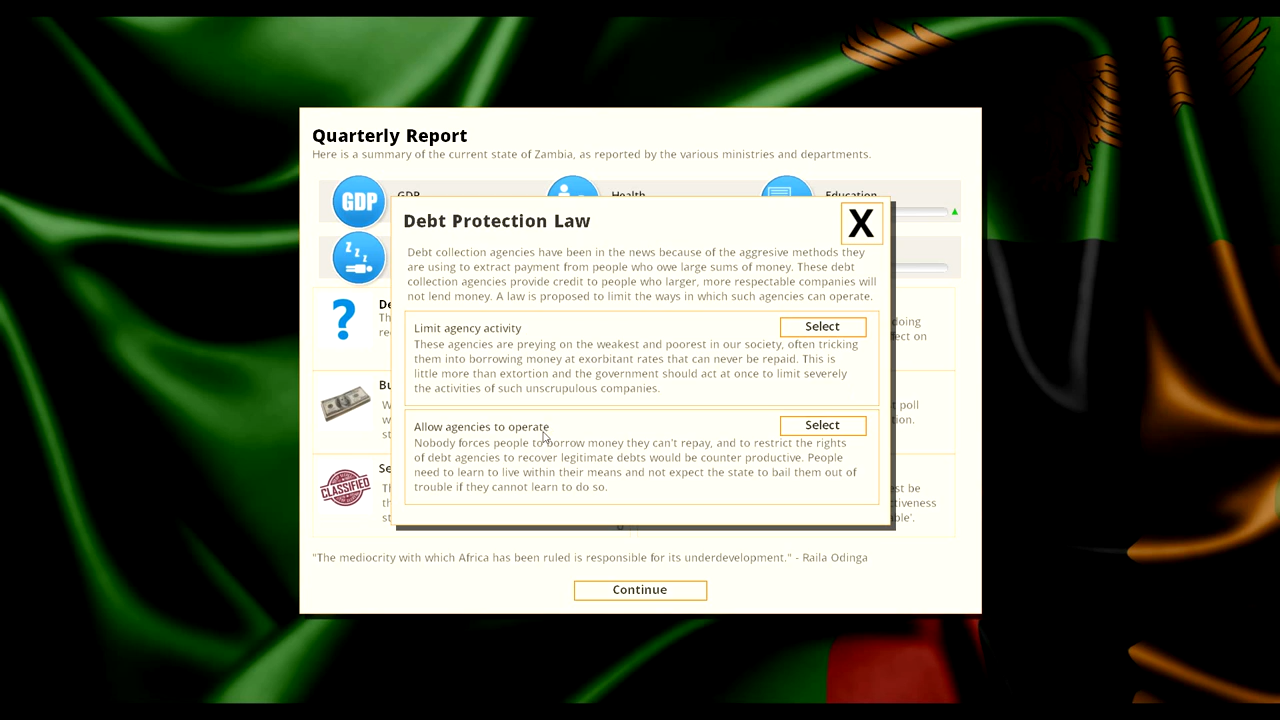 Quarterly Report
Here is a summary of the current state of Zambia, as reported by the various ministries and departments.
GDP
GDP
Health
Education
Debt Protection Law
X
Debt collection agencies have been in the news because of the aggresive methods they
are using to extract payment from people who owe large sums of money. These debt
collection agencies provide credit to people who larger, more respectable companies will
not lend money. A law is proposed to limit the ways in which such agencies can operate.
Limit agency activity
Select
These agencies are preying on the weakest and poorest in our society, often tricking
them into borrowing money at exorbitant rates that can never be repaid. This is
little more than extortion and the government should act at once to limit severely
the activities of such unscrupulous companies.
Allow agencies to operate
Select
Nobody forces people to borrow money they can't repay, and to restrict the rights
of debt agencies to recover legitimate debts would be counter productive. People
need to learn to live within their means and not expect the state to bail them out of
trouble if they cannot learn to do so.
doing
poll
CLASSIFIED
"The mediocrity with which Africa has been ruled is responsible for its underdevelopment." - Raila Odinga
Continue